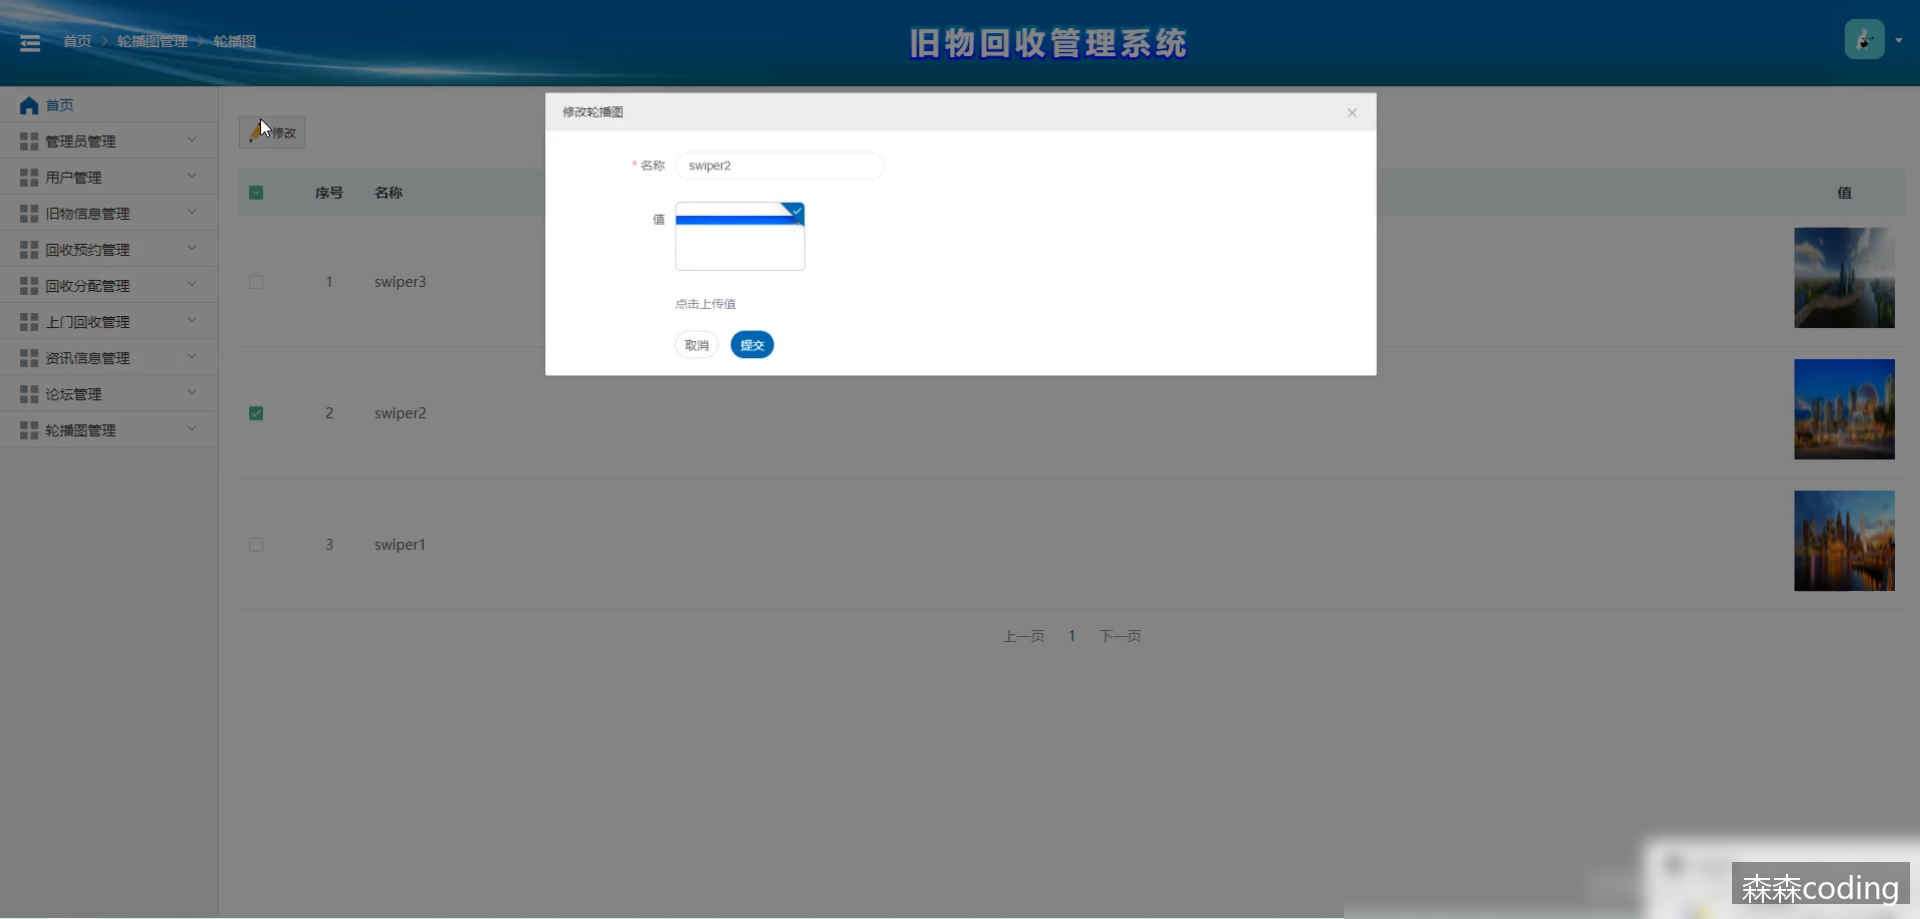 首页 > 轮播图管理 > 轮播图
旧物回收管理系统
首页
管理员管理
用户管理
旧物信息管理
回收预约管理
回收分配管理
上门回收管理
资讯信息管理
论坛管理
轮播图管理
修改
序号 名称 值
1 swiper3
2 swiper2
3 swiper1
上一页 1 下一页
修改轮播图
* 名称 swiper2
值
点击上传值
取消 提交
森森coding